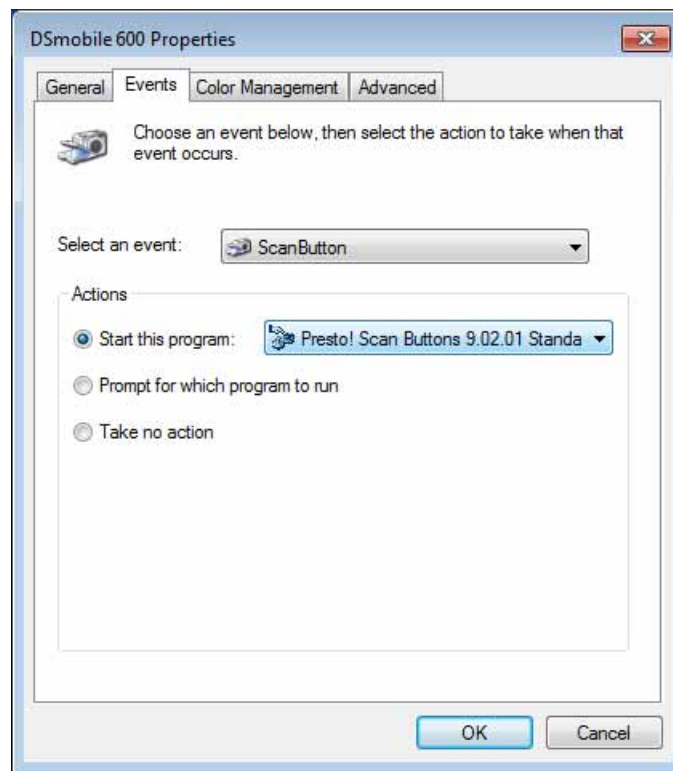 DSmobile 600 Properties
General Events Color Management Advanced
Choose an event below, then select the action to take when that
event occurs.
Select an event: ScanButton
Actions
Start this program: Presto! Scan Buttons 9.02.01 Standa
Prompt for which program to run
Take no action
OK Cancel